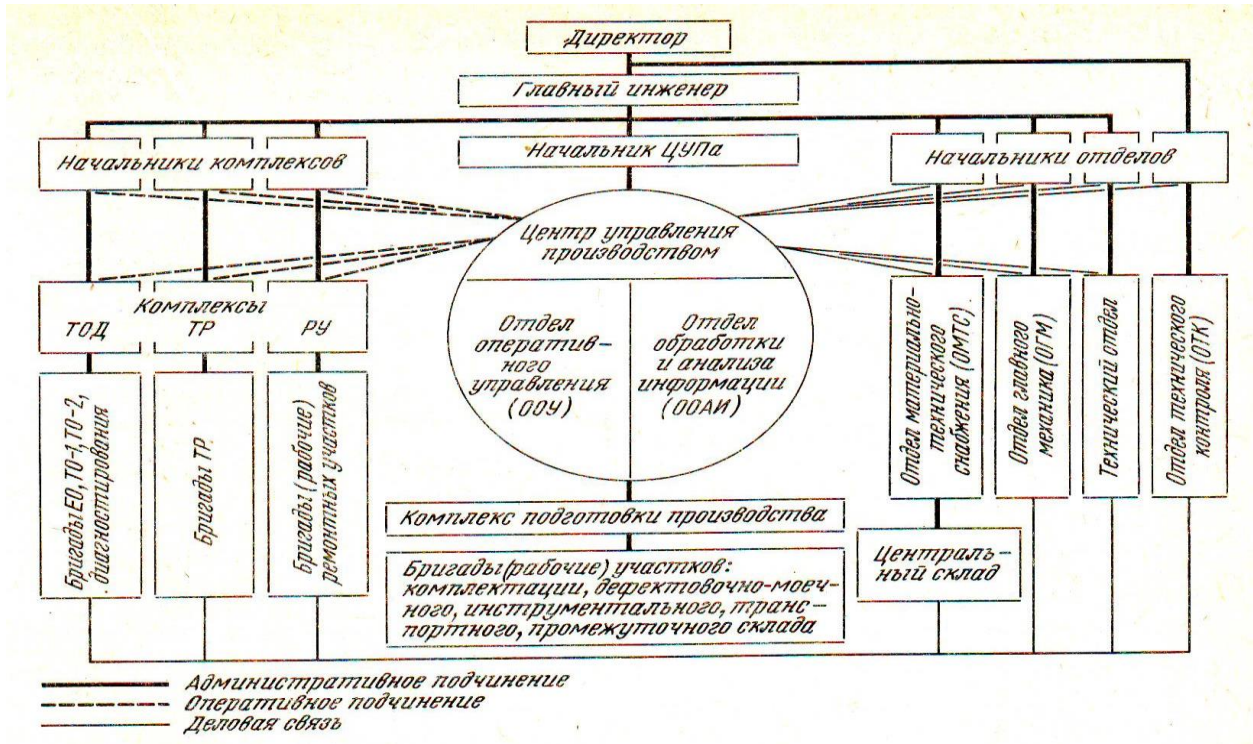 Директор
Главный инженер
Начальники комплексов
Начальник ЦУПа
Начальники отделов
Центр управления
производством
Отдел
оператив-
ного
управления
(ООУ)
Отдел
обработки
и анализа
информации
(ООАИ)
Комплексы
ТОД ТР РУ
Бригады ЕО, ТО-1, ТО-2,
диагностирования
Бригады ТР
Бригады (рабочие)
ремонтных участков
Отдел материально-
технического
снабжения (ОМТС)
Отдел главного
механика (ОГМ)
Технический отдел
Отдел технического
контроля (ОТК)
Комплекс подготовки производства
Бригады (рабочие) участков:
комплектации, дефектовочно-моеч-
ного, инструментального, транс-
портного, промежуточного склада
Централь-
ный склад
Административное подчинение
Оперативное подчинение
Деловая связь